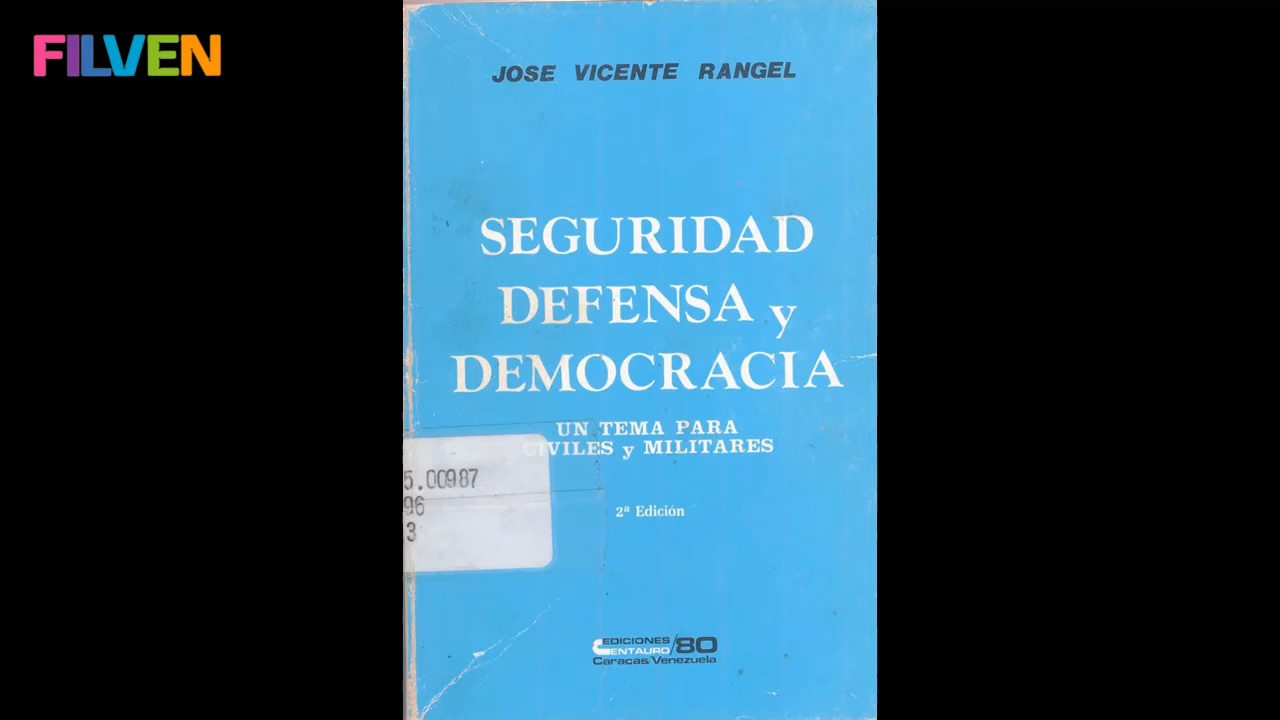 FILVEN
JOSE VICENTE RANGEL
SEGURIDAD
DEFENSA y
DEMOCRACIA
UN TEMA PARA
CIVILES y MILITARES
5.00987
96
3
2ª Edición
EDICIONES
CENTAURO/80
Caracas/Venezuela